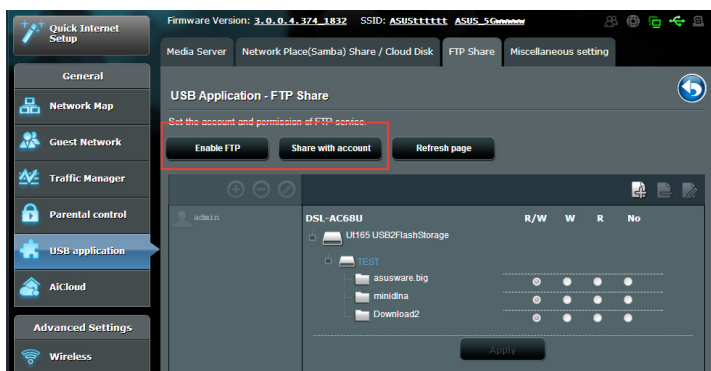 Quick Internet
Setup
Firmware Version: 3.0.0.4.374_1832 SSID: ASUStttttt
Media Server
Network Place(Samba) Share / Cloud Disk
FTP Share
Miscellaneous setting
General
Network Map
Guest Network
Traffic Manager
Parental control
USB application
AiCloud
Advanced Settings
Wireless
USB Application - FTP Share
Set the account and permission of FTP service.
Enable FTP
Share with account
Refresh page
admin
DSL-AC68U R/W W R No
Ut165 USB2FlashStorage
TEST
asusware.big
minidlna
Download2
Apply